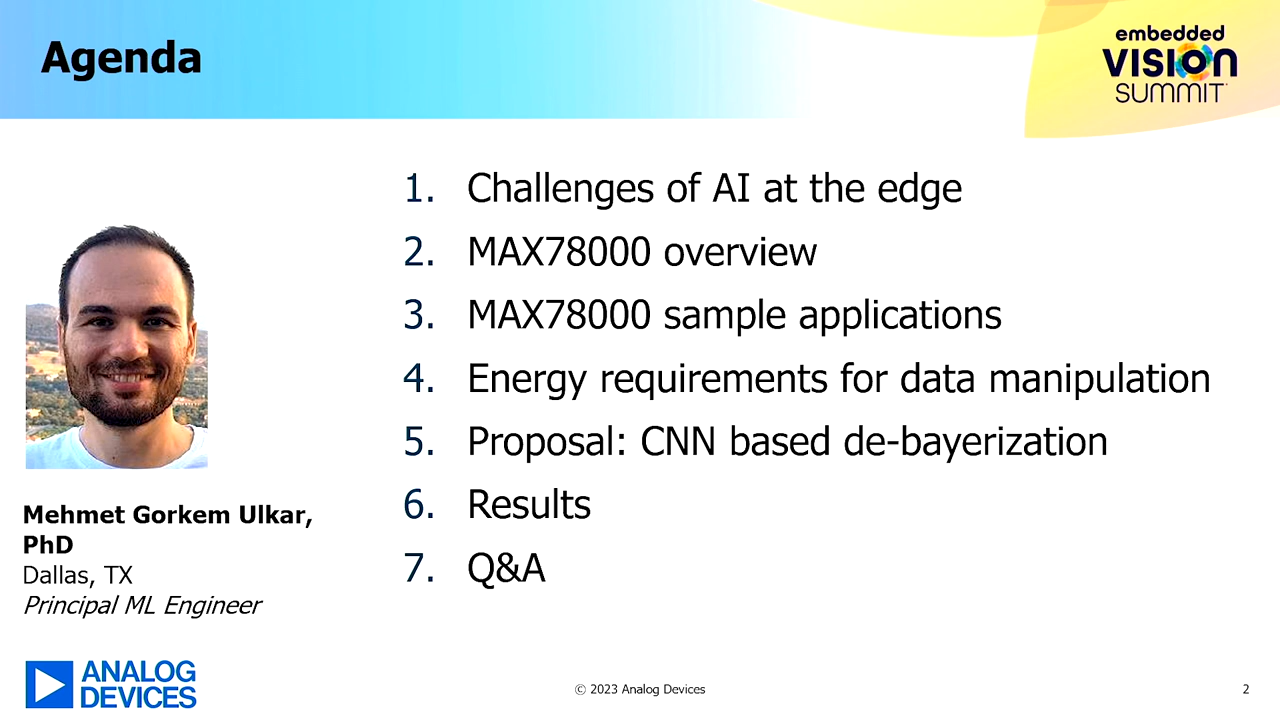 Agenda
embedded
VISION
SUMMIT
1. Challenges of AI at the edge
2. MAX78000 overview
3. MAX78000 sample applications
4. Energy requirements for data manipulation
5. Proposal: CNN based de-bayerization
6. Results
7. Q&A
Mehmet Gorkem Ulkar,
PhD
Dallas, TX
Principal ML Engineer
ANALOG
DEVICES
© 2023 Analog Devices
2